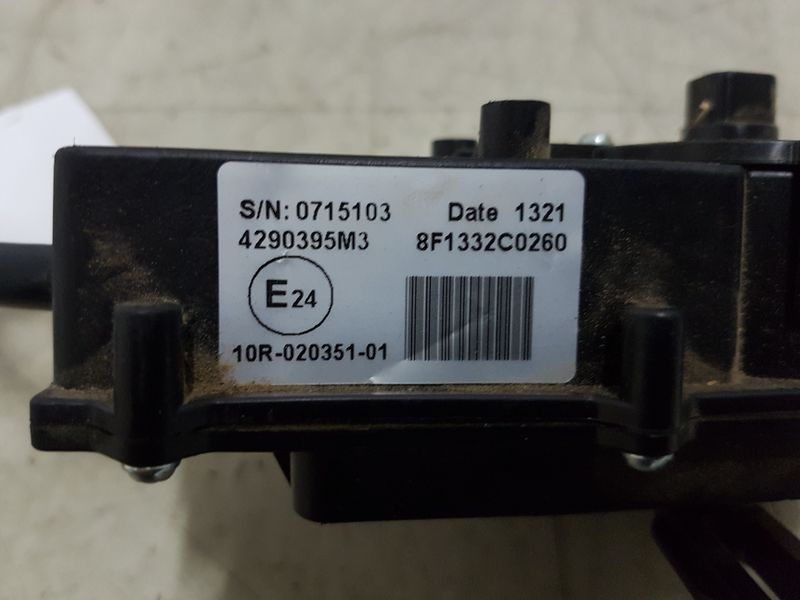 S/N: 0715103 Date 1321
4290395M3 8F1332C0260
E24
10R-020351-01